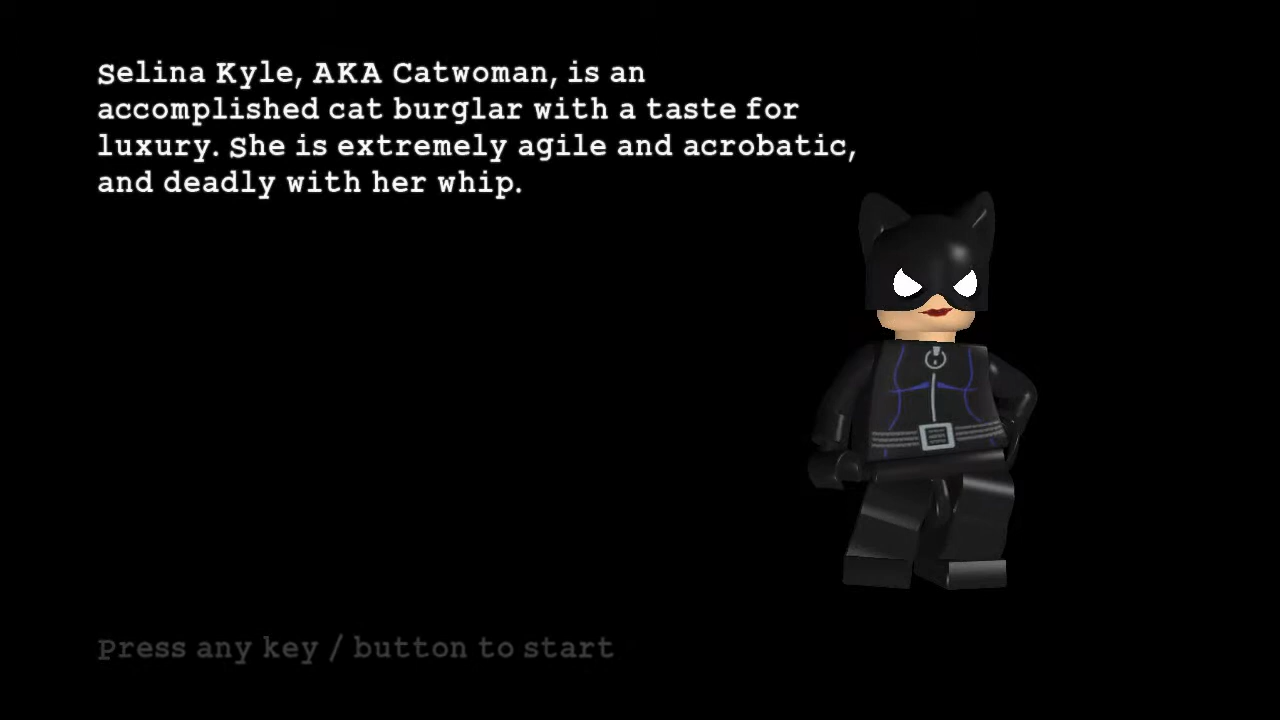 Selina Kyle, AKA Catwoman, is an
accomplished cat burglar with a taste for
luxury. She is extremely agile and acrobatic,
and deadly with her whip.
Press any key / button to start